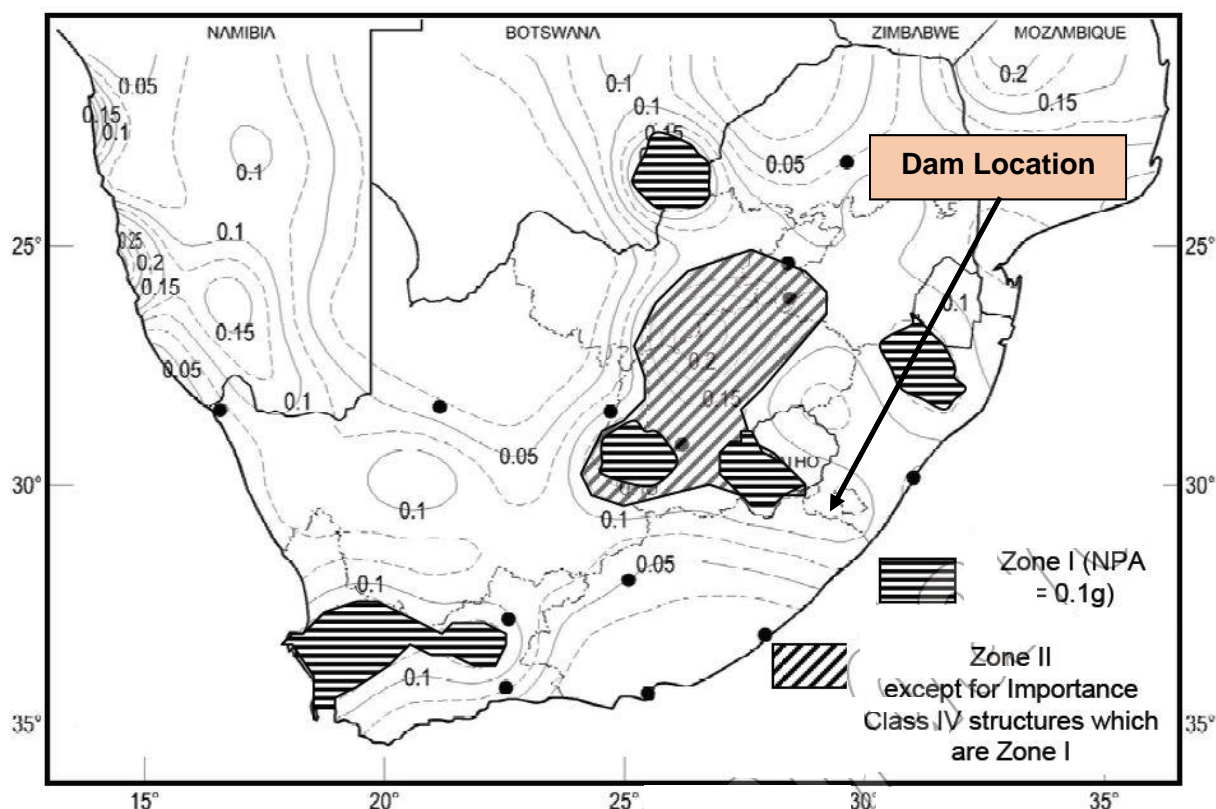 NAMIBIA BOTSWANA ZIMBABWE MOZAMBIQUE
0.05 0.1 0.2
0.15 0.1 0.15
0.1 0.15
0.1 0.05
Dam Location
25° 0.1 25°
0.2
0.15 0.1
0.15
0.05 0.2
0.1 0.15
0.05
THO
30° 0.1 30°
0.1
0.05
Zone I (NPA
= 0.1g)
0.1
0.1
Zone II
except for Importance
Class IV structures which
are Zone I
35° 35°
15° 20° 25° 30° 35°